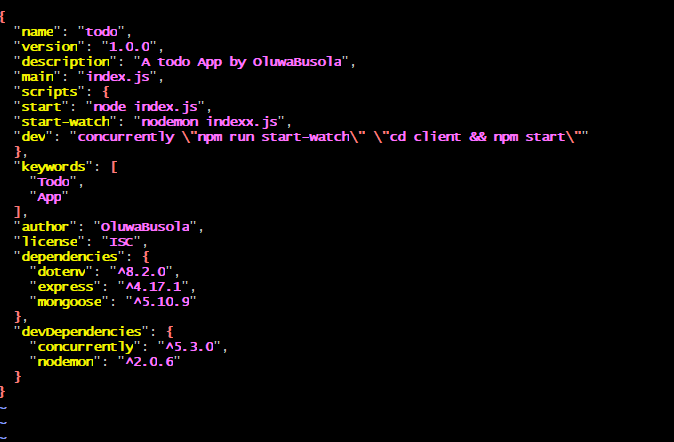 {
  "name": "todo",
  "version": "1.0.0",
  "description": "A todo App by OluwaBusola",
  "main": "index.js",
  "scripts": {
  "start": "node index.js",
  "start-watch": "nodemon indexx.js",
  "dev": "concurrently \"npm run start-watch\" \"cd client && npm start\""
  },
  "keywords": [
    "Todo",
    "App"
  ],
  "author": "OluwaBusola",
  "license": "ISC",
  "dependencies": {
    "dotenv": "^8.2.0",
    "express": "^4.17.1",
    "mongoose": "^5.10.9"
  },
  "devDependencies": {
    "concurrently": "^5.3.0",
    "nodemon": "^2.0.6"
  }
}
~
~
~